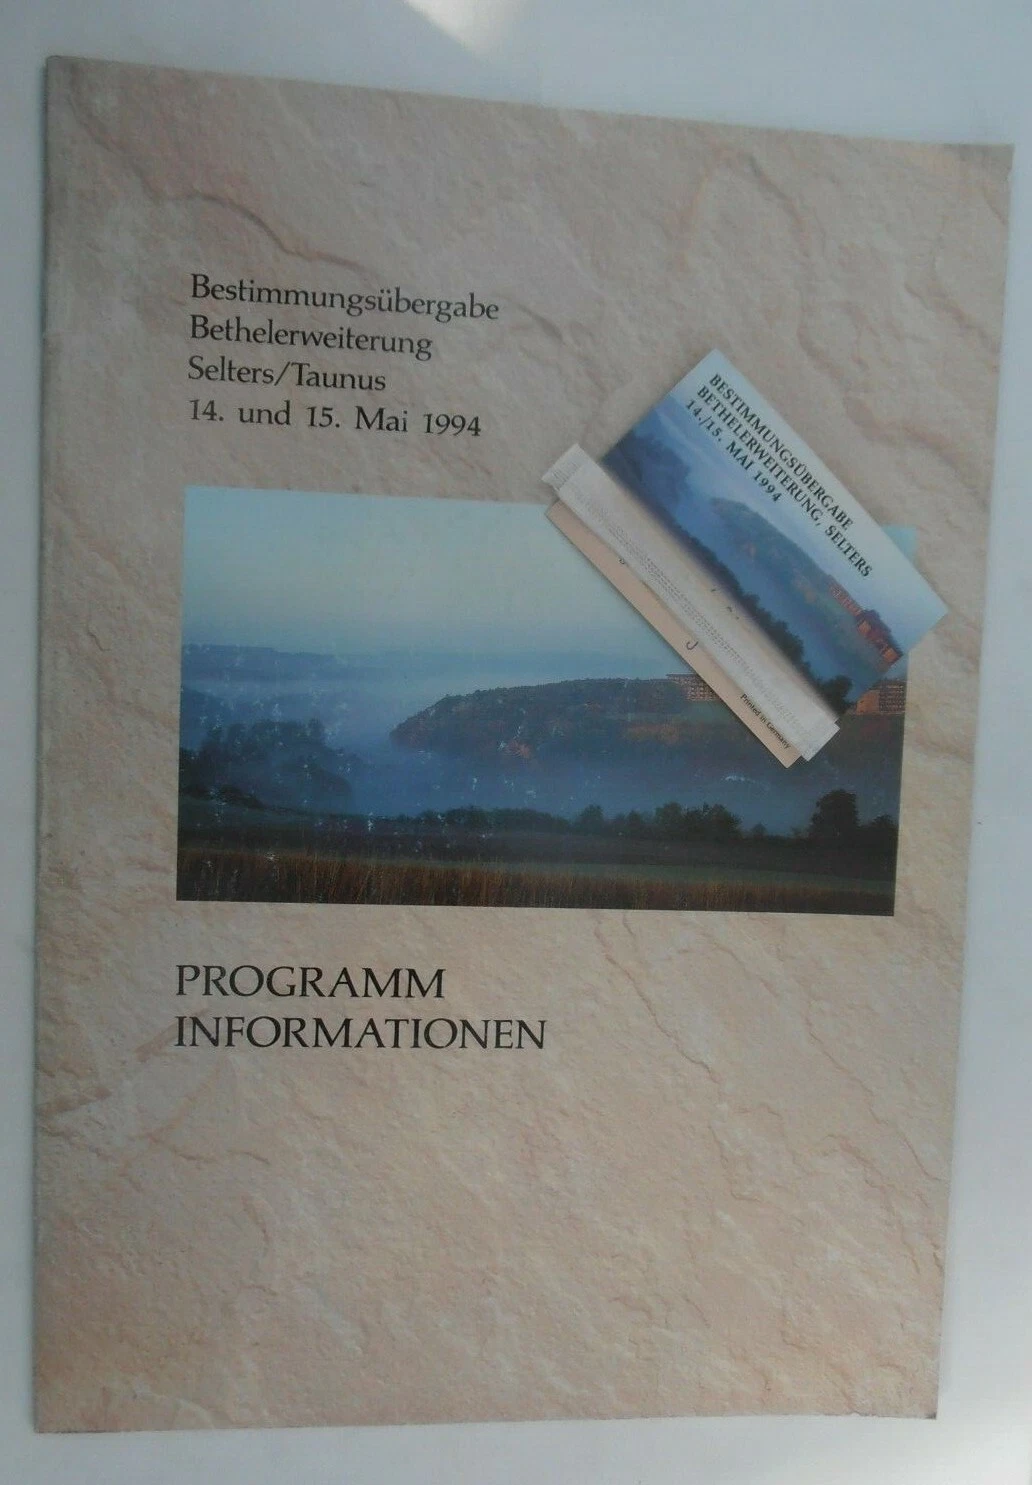 Bestimmungsübergabe
Bethelerweiterung
Selters/Taunus
14. und 15. Mai 1994
BESTIMMUNGSÜBERGABE
BETHELERWEITERUNG, SELTERS
14./15. MAI 1994
Printed in Germany
PROGRAMM
INFORMATIONEN